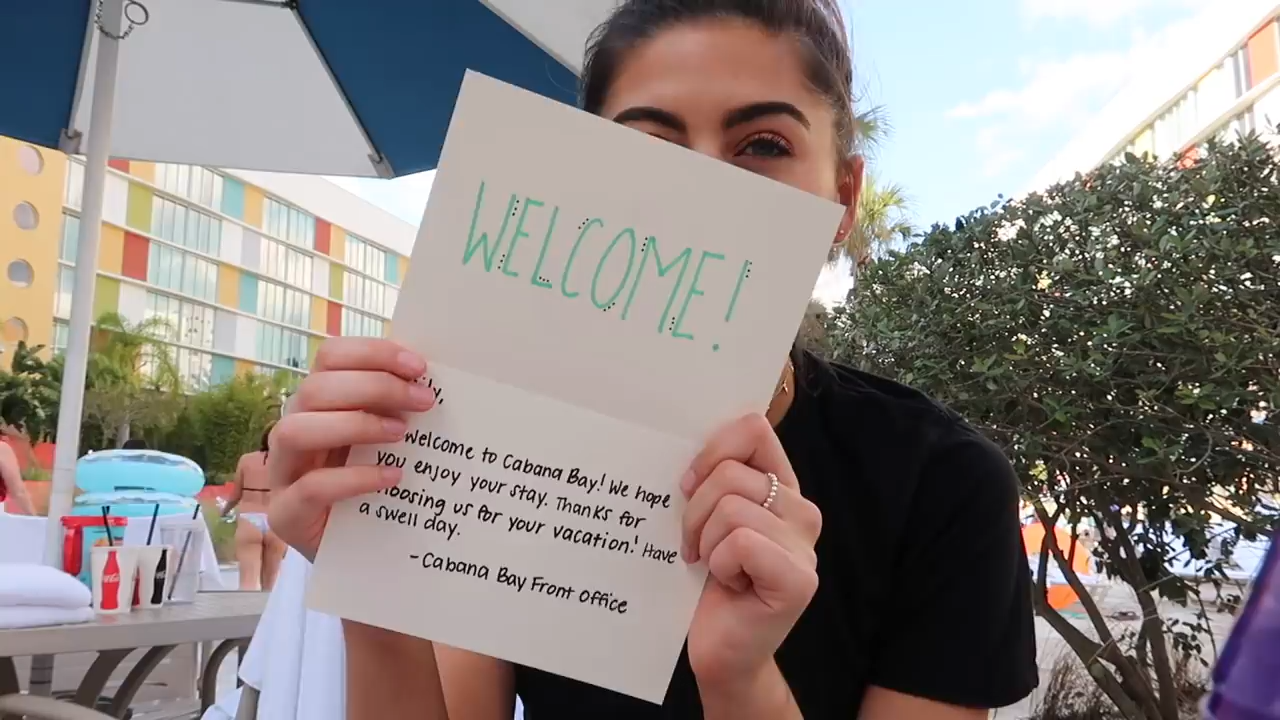 WELCOME!
Welcome to Cabana Bay! We hope
you enjoy your stay. Thanks for
us for your vacation! Have
a swell day.
-Cabana Bay Front Office